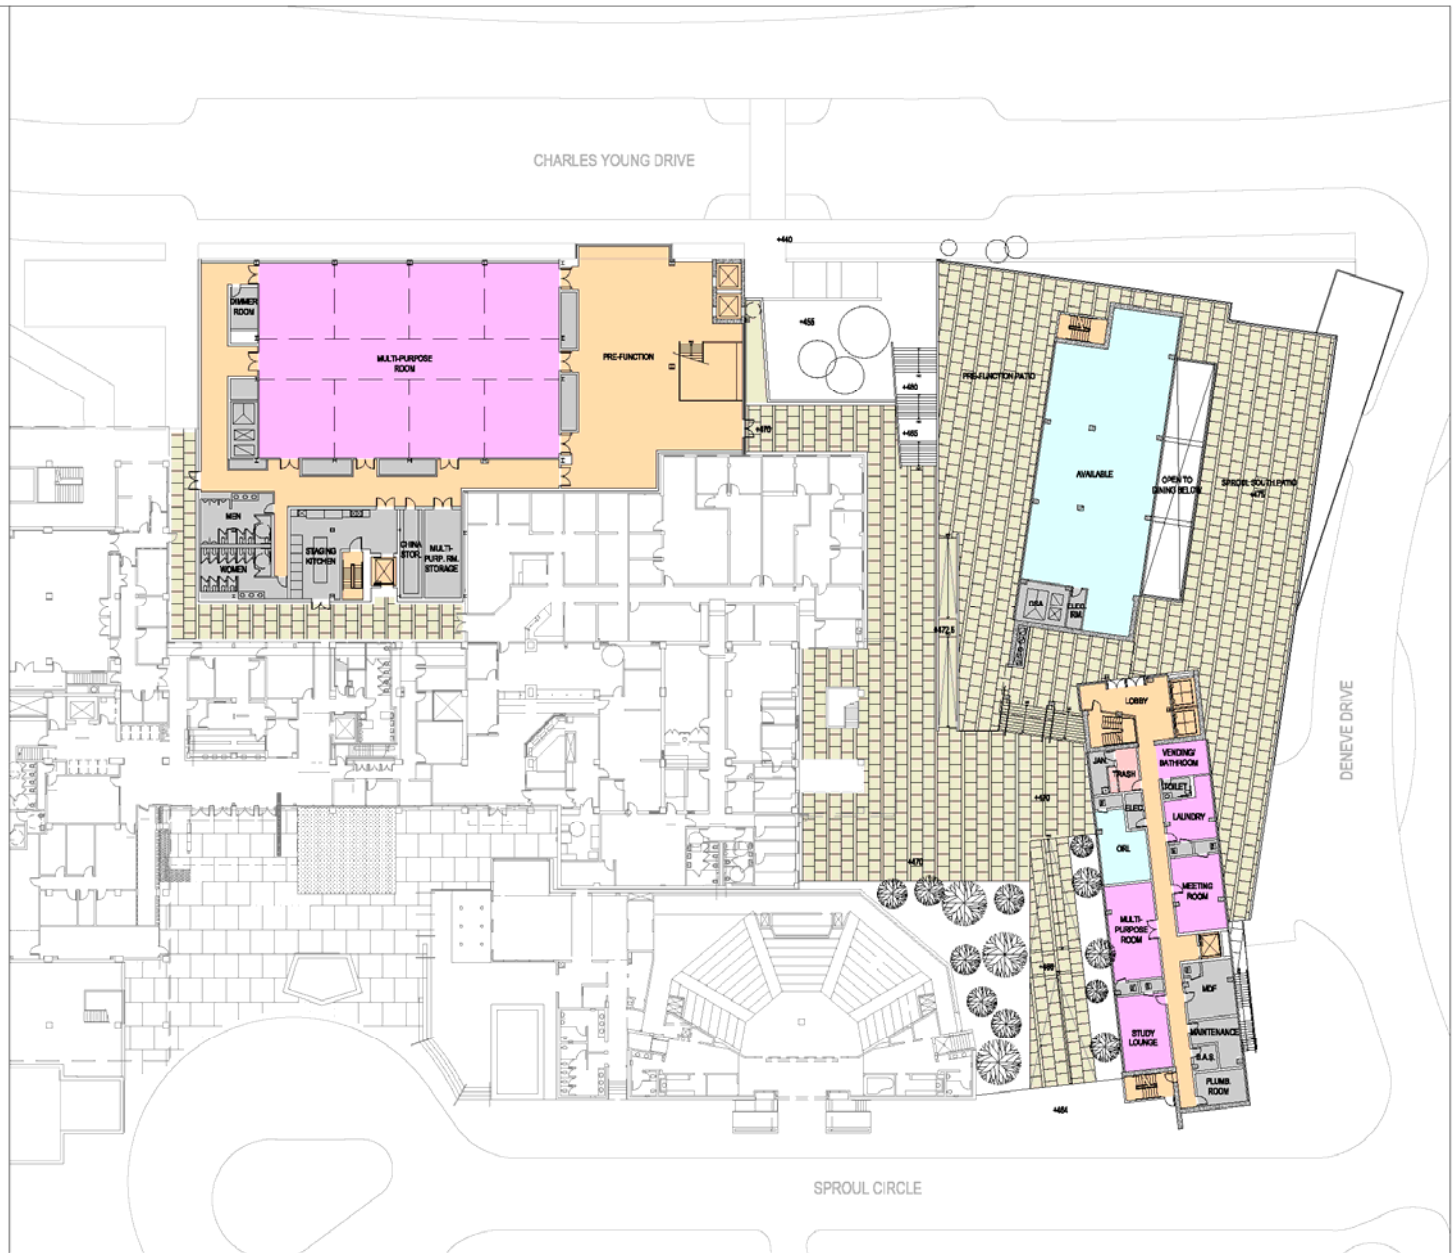 CHARLES YOUNG DRIVE
+440
DIMMER
ROOM
+455
MULTI-PURPOSE
ROOM
PRE-FUNCTION
PRE-FUNCTION PATIO
+460
+470
+465
AVAILABLE
OPEN TO
DINING BELOW
SPROUL SOUTH PATIO
+475
MEN
STAGING
KITCHEN
CHINA
STOR.
MULTI-
PURP. RM.
STORAGE
WOMEN
ELEC.
RM.
+472.5
LOBBY
DENEVE DRIVE
VENDING/
BATHROOM
JAN.
TRASH
TOILET
ELEC.
LAUNDRY
ORL
+470
MEETING
ROOM
MULTI-
PURPOSE
ROOM
MDF
STUDY
LOUNGE
MAINTENANCE
PLUMB.
ROOM
+464
SPROUL CIRCLE